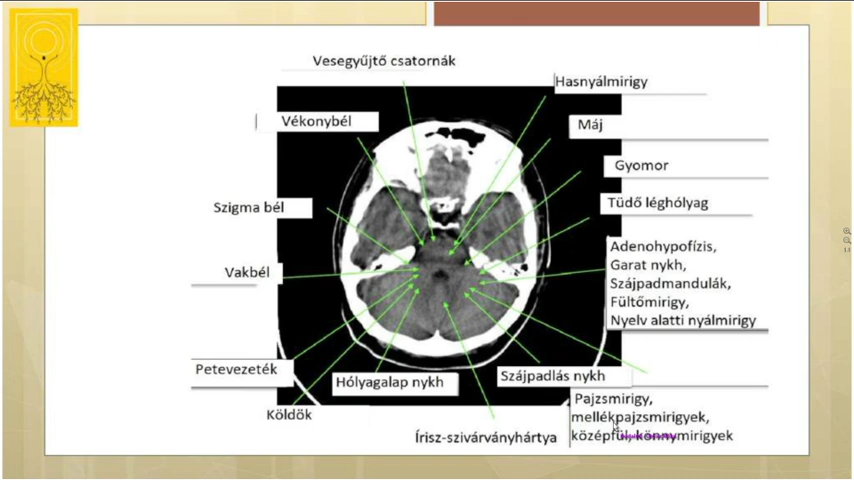 Vesegyűjtő csatornák
Hasnyálmirigy
Vékonybél
Máj
Gyomor
Szigma bél
Tüdő léghólyag
Adenohypofízis,
Garat nykh,
Szájpadmandulák,
Fültőmirigy,
Nyelv alatti nyálmirigy
Vakbél
Petevezeték
Hólyagalap nykh
Szájpadlás nykh
Köldök
Pajzsmirigy,
mellékpajzsmirigyek,
középfül, könnymirigyek
Írisz-szivárványhártya